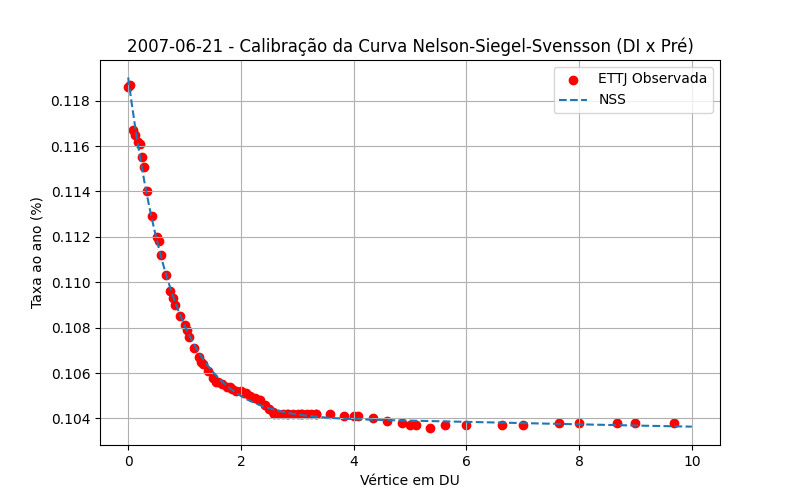 2007-06-21 - Calibração da Curva Nelson-Siegel-Svensson (DI x Pré)
ETTJ Observada
NSS
Taxa ao ano (%)
0.118
0.116
0.114
0.112
0.110
0.108
0.106
0.104
0 2 4 6 8 10
Vértice em DU